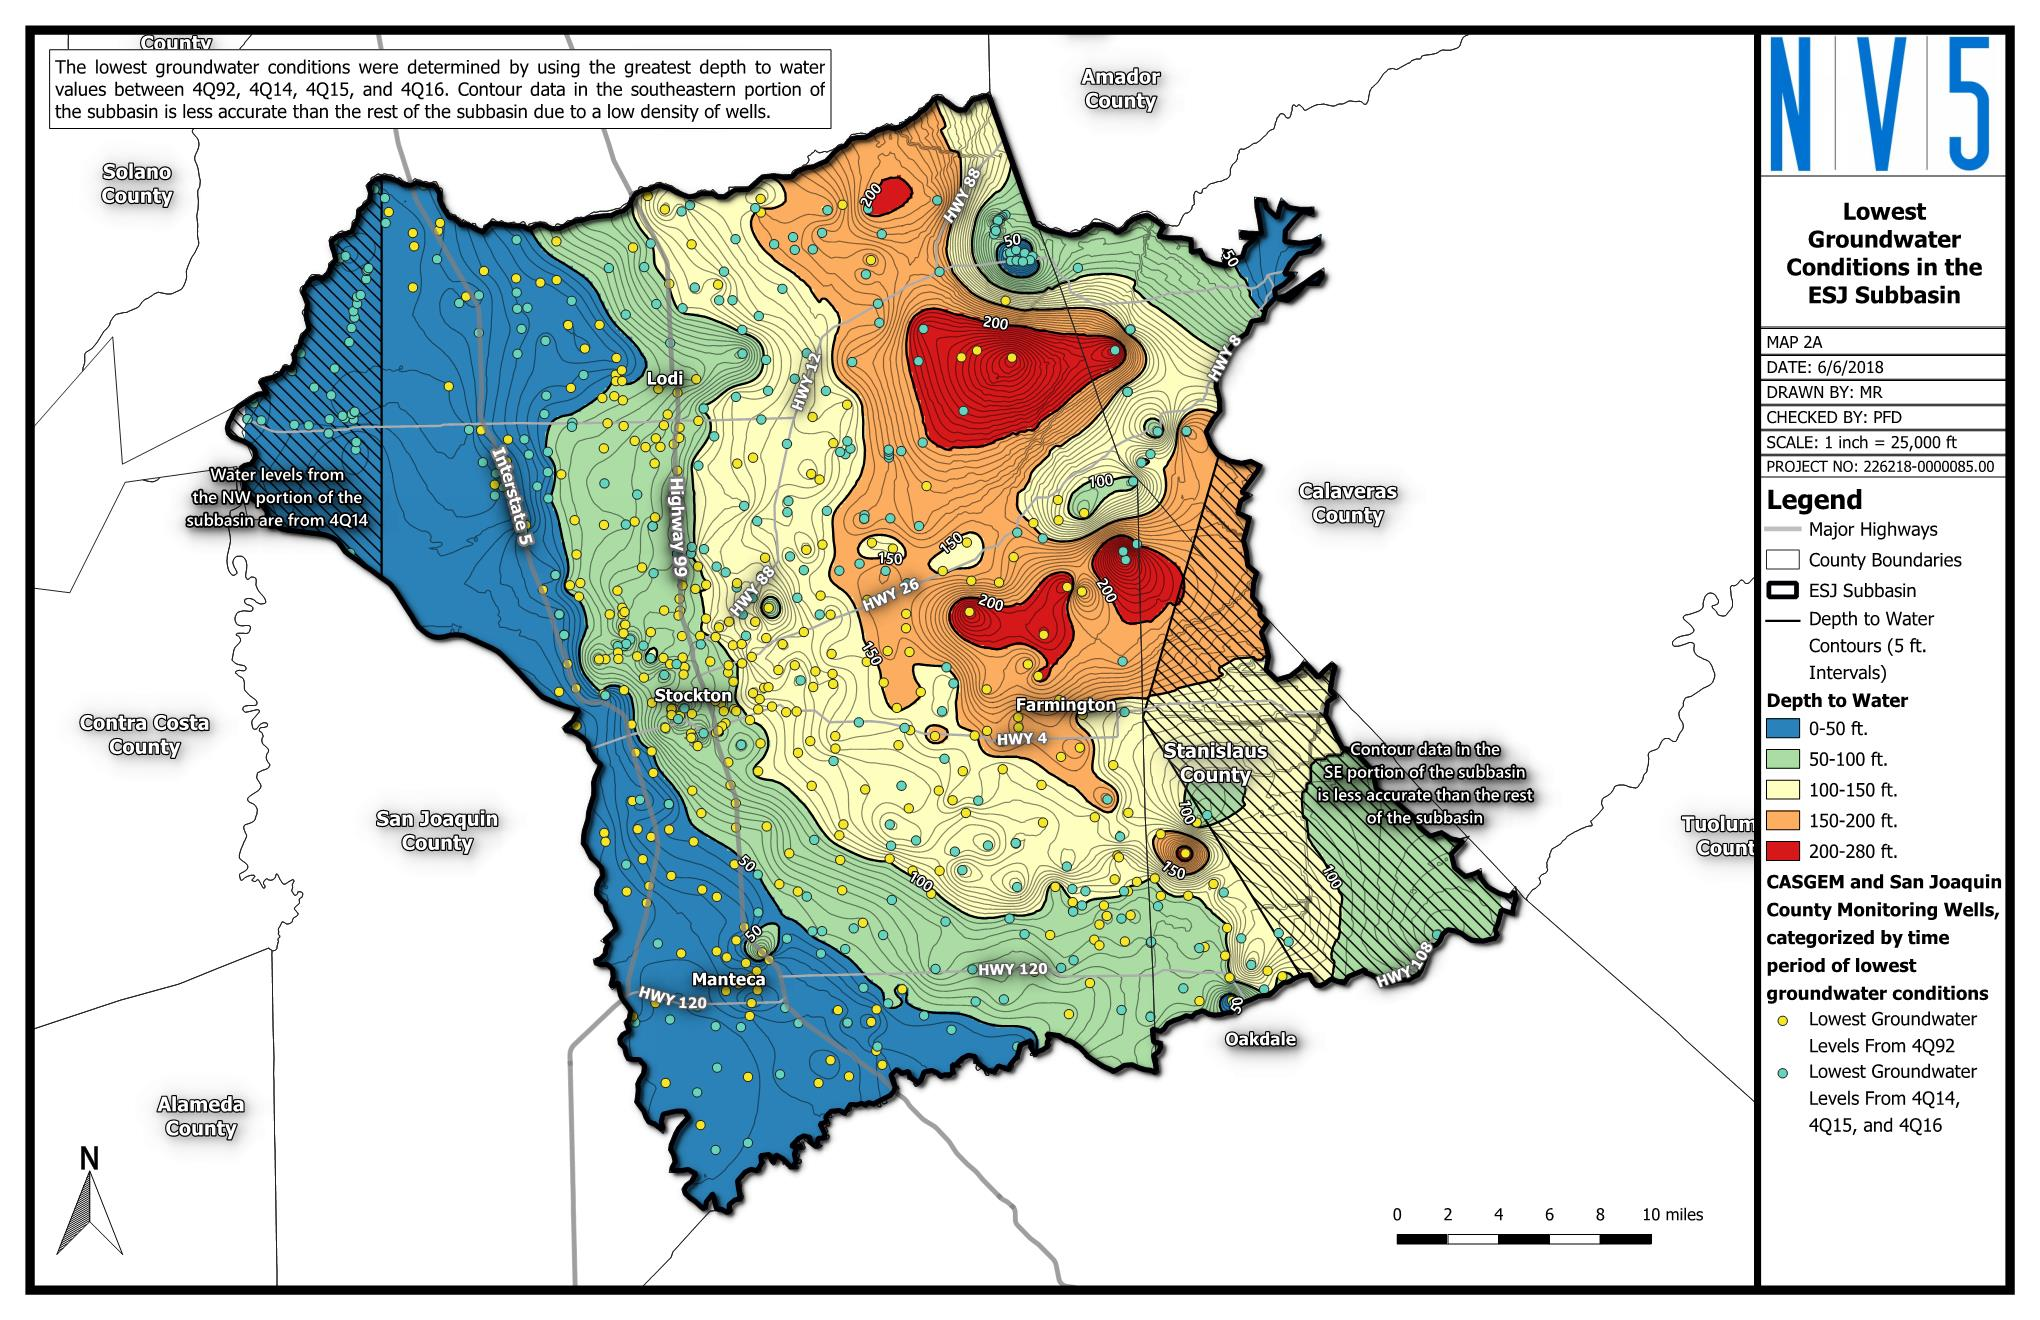 County
The lowest groundwater conditions were determined by using the greatest depth to water
values between 4Q92, 4Q14, 4Q15, and 4Q16. Contour data in the southeastern portion of
the subbasin is less accurate than the rest of the subbasin due to a low density of wells.
Solano
County
Amador
County
Calaveras
County
Contra Costa
County
San Joaquin
County
Stanislaus
County
Tuolum
Count
Alameda
County
Water levels from
the NW portion of the
subbasin are from 4Q14
Contour data in the
SE portion of the subbasin
is less accurate than the rest
of the subbasin
Lodi
Stockton
Farmington
Manteca
Oakdale
Interstate 5
Highway 99
HWY 88
HWY 12
HWY 8
HWY 88
HWY 26
HWY 4
HWY 120
HWY 120
HWY 108
200
50
50
200
100
150
150
200
200
150
100
150
100
50
100
50
50
N
0 2 4 6 8 10 miles
NV5
Lowest
Groundwater
Conditions in the
ESJ Subbasin
MAP 2A
DATE: 6/6/2018
DRAWN BY: MR
CHECKED BY: PFD
SCALE: 1 inch = 25,000 ft
PROJECT NO: 226218-0000085.00
Legend
Major Highways
County Boundaries
ESJ Subbasin
Depth to Water
Contours (5 ft.
Intervals)
Depth to Water
0-50 ft.
50-100 ft.
100-150 ft.
150-200 ft.
200-280 ft.
CASGEM and San Joaquin
County Monitoring Wells,
categorized by time
period of lowest
groundwater conditions
Lowest Groundwater
Levels From 4Q92
Lowest Groundwater
Levels From 4Q14,
4Q15, and 4Q16